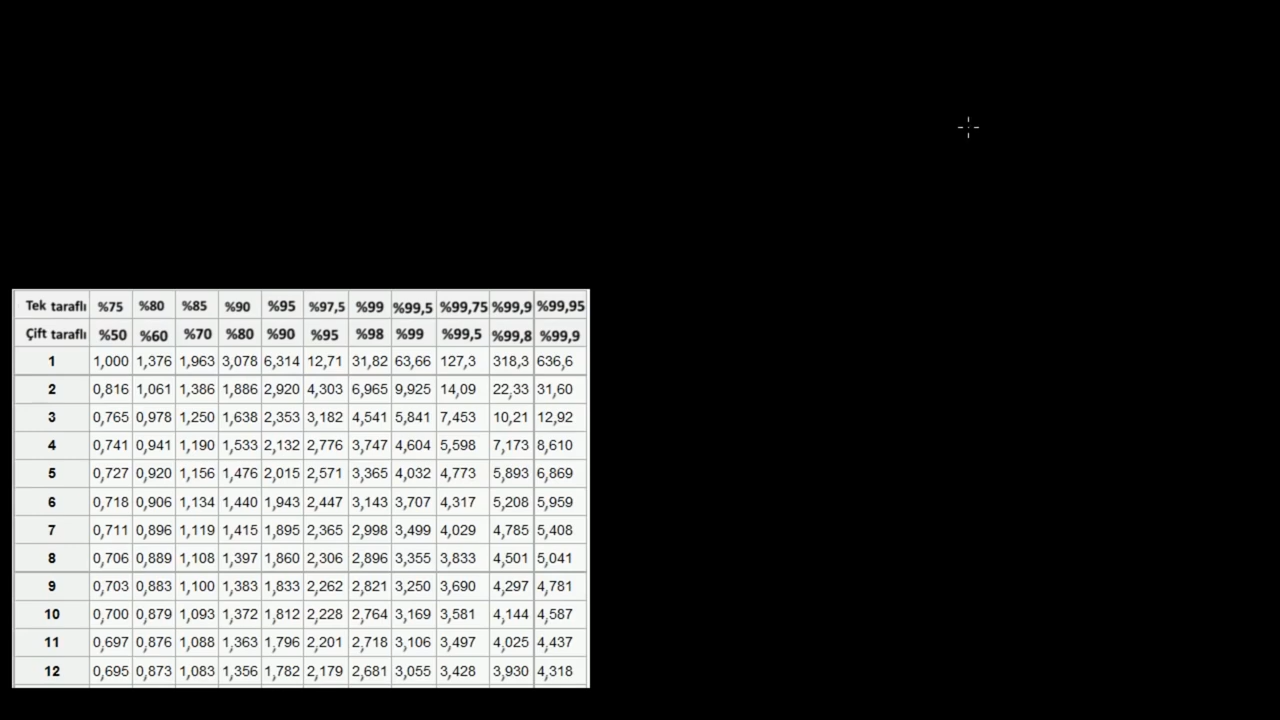 Tek taraflı %75 %80 %85 %90 %95 %97,5 %99 %99,5 %99,75 %99,9 %99,95
Çift taraflı %50 %60 %70 %80 %90 %95 %98 %99 %99,5 %99,8 %99,9
1 1,000 1,376 1,963 3,078 6,314 12,71 31,82 63,66 127,3 318,3 636,6
2 0,816 1,061 1,386 1,886 2,920 4,303 6,965 9,925 14,09 22,33 31,60
3 0,765 0,978 1,250 1,638 2,353 3,182 4,541 5,841 7,453 10,21 12,92
4 0,741 0,941 1,190 1,533 2,132 2,776 3,747 4,604 5,598 7,173 8,610
5 0,727 0,920 1,156 1,476 2,015 2,571 3,365 4,032 4,773 5,893 6,869
6 0,718 0,906 1,134 1,440 1,943 2,447 3,143 3,707 4,317 5,208 5,959
7 0,711 0,896 1,119 1,415 1,895 2,365 2,998 3,499 4,029 4,785 5,408
8 0,706 0,889 1,108 1,397 1,860 2,306 2,896 3,355 3,833 4,501 5,041
9 0,703 0,883 1,100 1,383 1,833 2,262 2,821 3,250 3,690 4,297 4,781
10 0,700 0,879 1,093 1,372 1,812 2,228 2,764 3,169 3,581 4,144 4,587
11 0,697 0,876 1,088 1,363 1,796 2,201 2,718 3,106 3,497 4,025 4,437
12 0,695 0,873 1,083 1,356 1,782 2,179 2,681 3,055 3,428 3,930 4,318